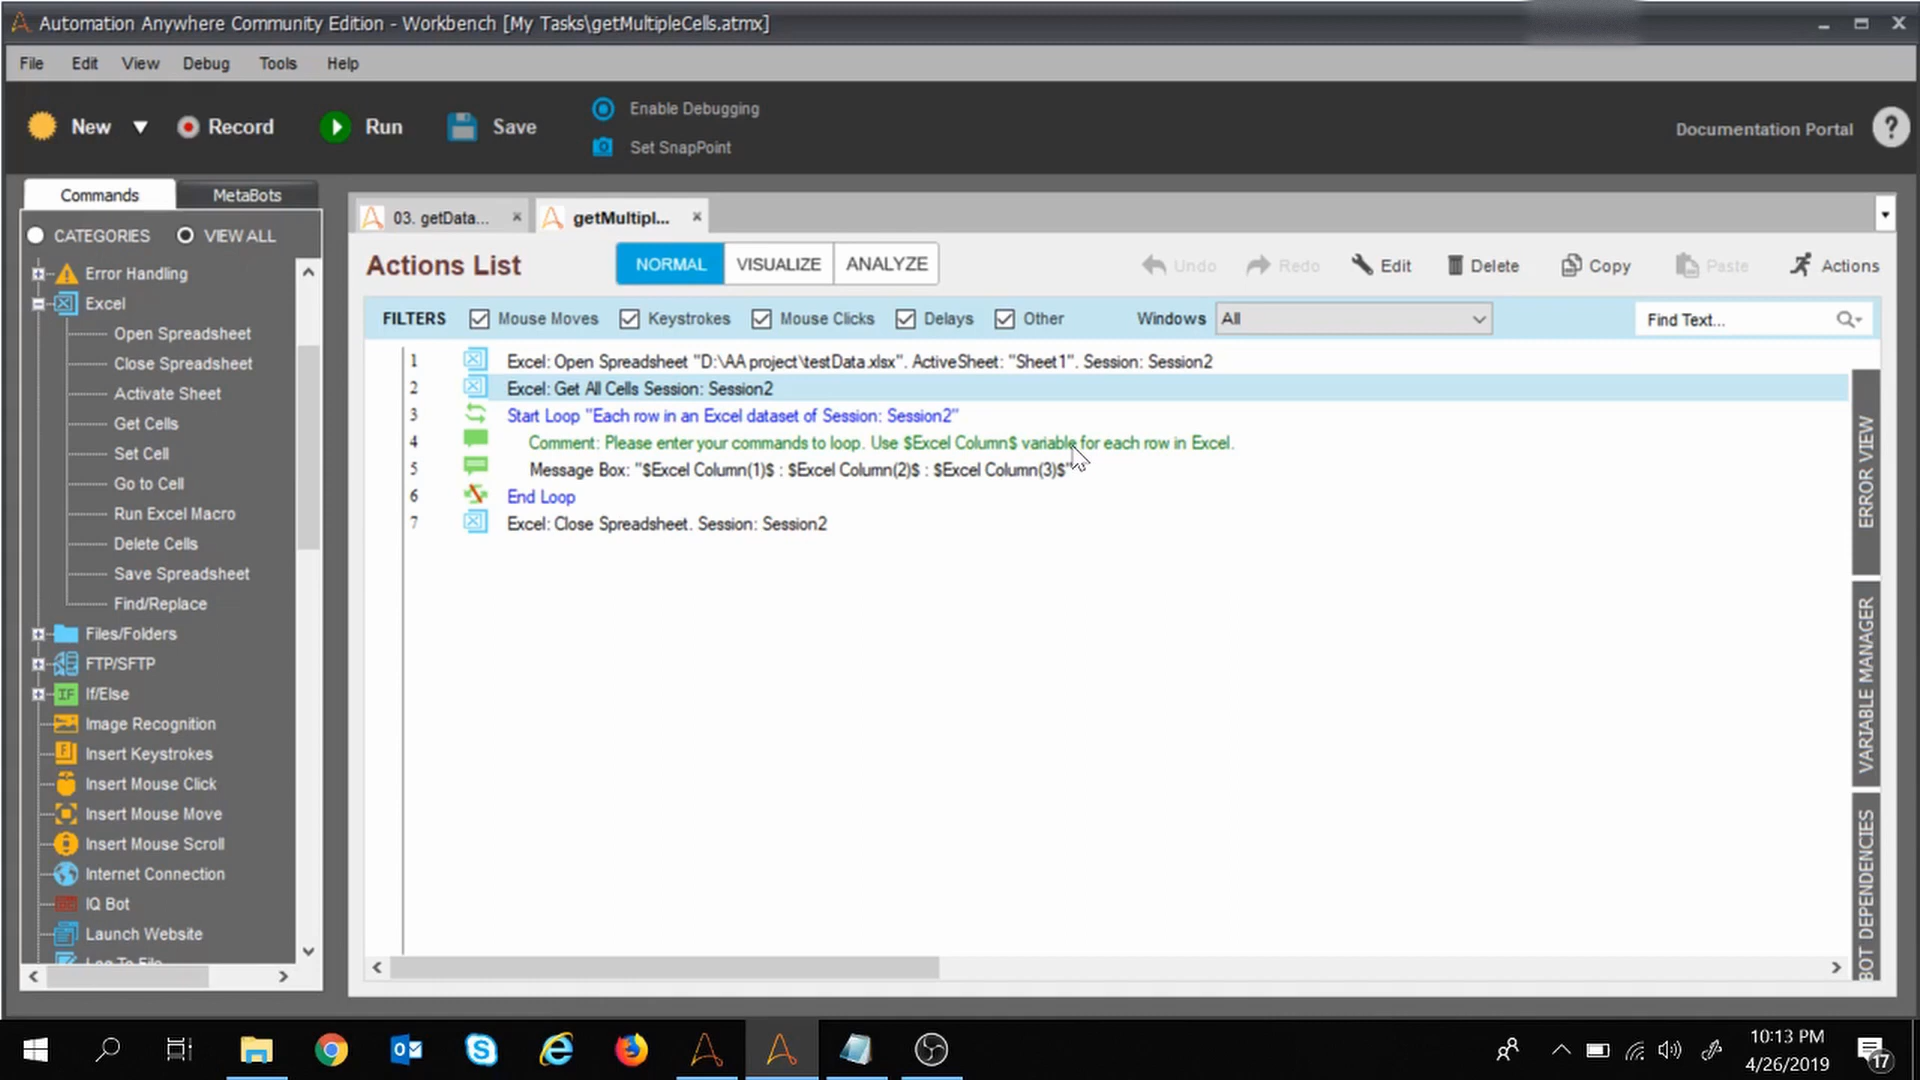 Automation Anywhere Community Edition - Workbench [My Tasks\getMultipleCells.atmx]
File Edit View Debug Tools Help
New Record Run Save
Enable Debugging
Set SnapPoint
Documentation Portal ?
Commands MetaBots
CATEGORIES VIEW ALL
Error Handling
Excel
Open Spreadsheet
Close Spreadsheet
Activate Sheet
Get Cells
Set Cell
Go to Cell
Run Excel Macro
Delete Cells
Save Spreadsheet
Find/Replace
Files/Folders
FTP/SFTP
IF If/Else
Image Recognition
Insert Keystrokes
Insert Mouse Click
Insert Mouse Move
Insert Mouse Scroll
Internet Connection
IQ Bot
Launch Website
Log To File
03. getData... getMultipl...
Actions List NORMAL VISUALIZE ANALYZE Undo Redo Edit Delete Copy Paste Actions
FILTERS Mouse Moves Keystrokes Mouse Clicks Delays Other Windows All Find Text...
1 Excel: Open Spreadsheet "D:\AA project\testData.xlsx". ActiveSheet: "Sheet1". Session: Session2
2 Excel: Get All Cells Session: Session2
3 Start Loop "Each row in an Excel dataset of Session: Session2"
4 Comment: Please enter your commands to loop. Use $Excel Column$ variable for each row in Excel.
5 Message Box: "$Excel Column(1)$ : $Excel Column(2)$ : $Excel Column(3)$"
6 End Loop
7 Excel: Close Spreadsheet. Session: Session2
ERROR VIEW
VARIABLE MANAGER
BOT DEPENDENCIES
10:13 PM
4/26/2019
17